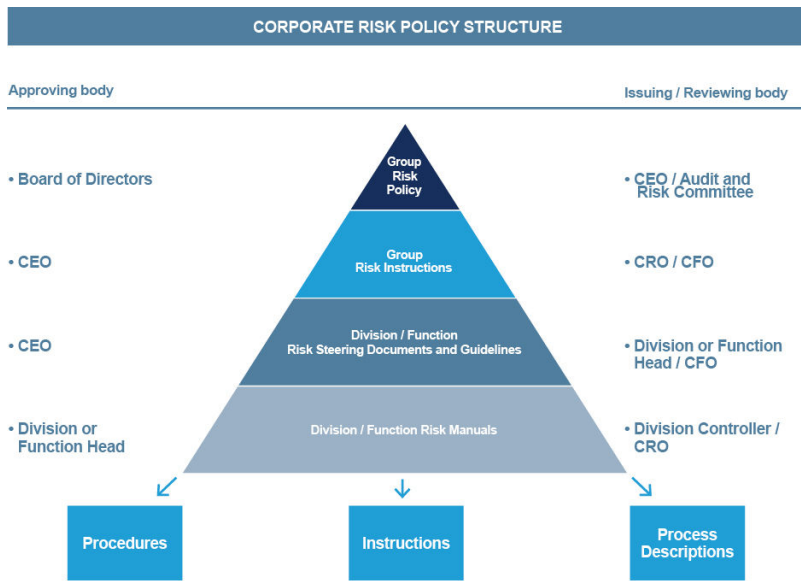 CORPORATE RISK POLICY STRUCTURE
Approving body
Issuing / Reviewing body
• Board of Directors
Group
Risk
Policy
• CEO / Audit and
Risk Committee
• CEO
Group
Risk Instructions
• CRO / CFO
• CEO
Division / Function
Risk Steering Documents and Guidelines
• Division or Function
Head / CFO
• Division or
Function Head
Division / Function Risk Manuals
• Division Controller /
CRO
Procedures
Instructions
Process
Descriptions